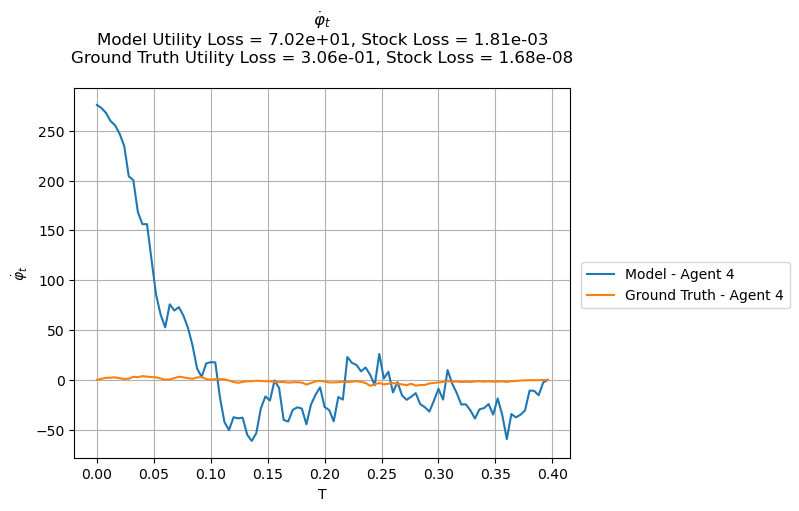 φ̇ₜ
Model Utility Loss = 7.02e+01, Stock Loss = 1.81e-03
Ground Truth Utility Loss = 3.06e-01, Stock Loss = 1.68e-08
250
200
150
100
50
0
−50
φ̇ₜ
0.00 0.05 0.10 0.15 0.20 0.25 0.30 0.35 0.40
T
Model - Agent 4
Ground Truth - Agent 4